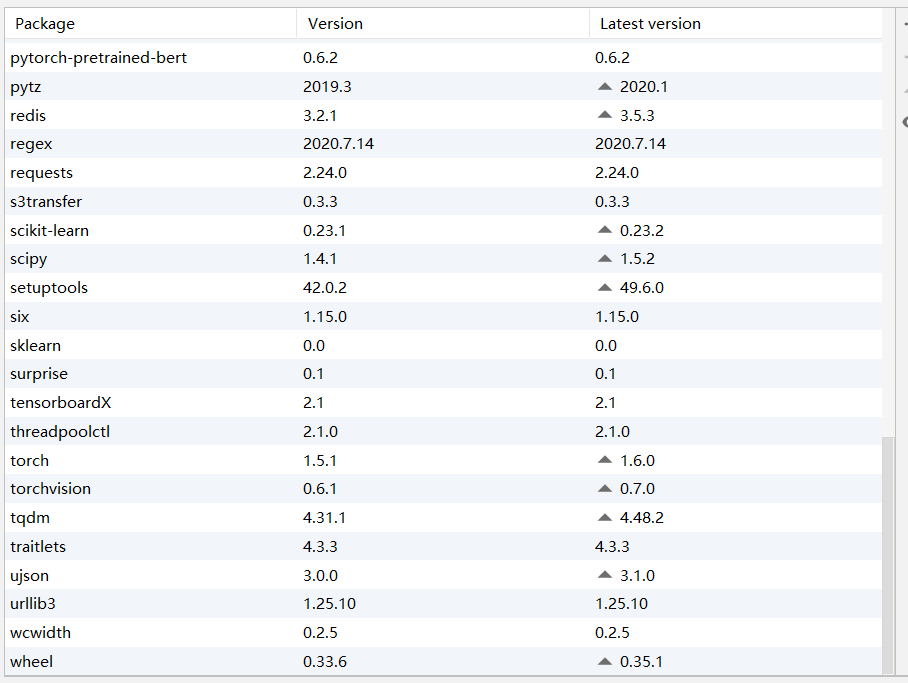 Package Version Latest version
pytorch-pretrained-bert 0.6.2 0.6.2
pytz 2019.3 2020.1
redis 3.2.1 3.5.3
regex 2020.7.14 2020.7.14
requests 2.24.0 2.24.0
s3transfer 0.3.3 0.3.3
scikit-learn 0.23.1 0.23.2
scipy 1.4.1 1.5.2
setuptools 42.0.2 49.6.0
six 1.15.0 1.15.0
sklearn 0.0 0.0
surprise 0.1 0.1
tensorboardX 2.1 2.1
threadpoolctl 2.1.0 2.1.0
torch 1.5.1 1.6.0
torchvision 0.6.1 0.7.0
tqdm 4.31.1 4.48.2
traitlets 4.3.3 4.3.3
ujson 3.0.0 3.1.0
urllib3 1.25.10 1.25.10
wcwidth 0.2.5 0.2.5
wheel 0.33.6 0.35.1